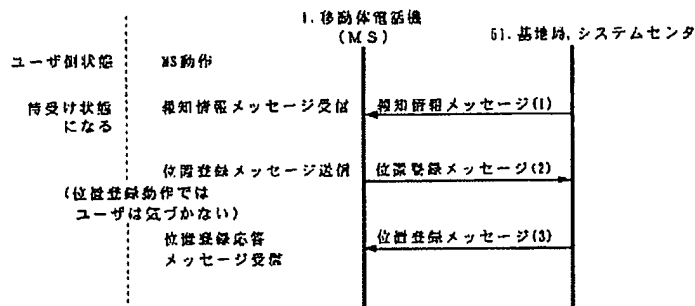 1.移動体電話機
(MS)
51.基地局,システムセンタ
ユーザ側状態
MS動作
待受け状態
になる
報知情報メッセージ受信
報知情報メッセージ(1)
位置登録メッセージ送信
位置登録メッセージ(2)
(位置登録動作では
ユーザは気づかない)
位置登録応答
メッセージ受信
位置登録メッセージ(3)